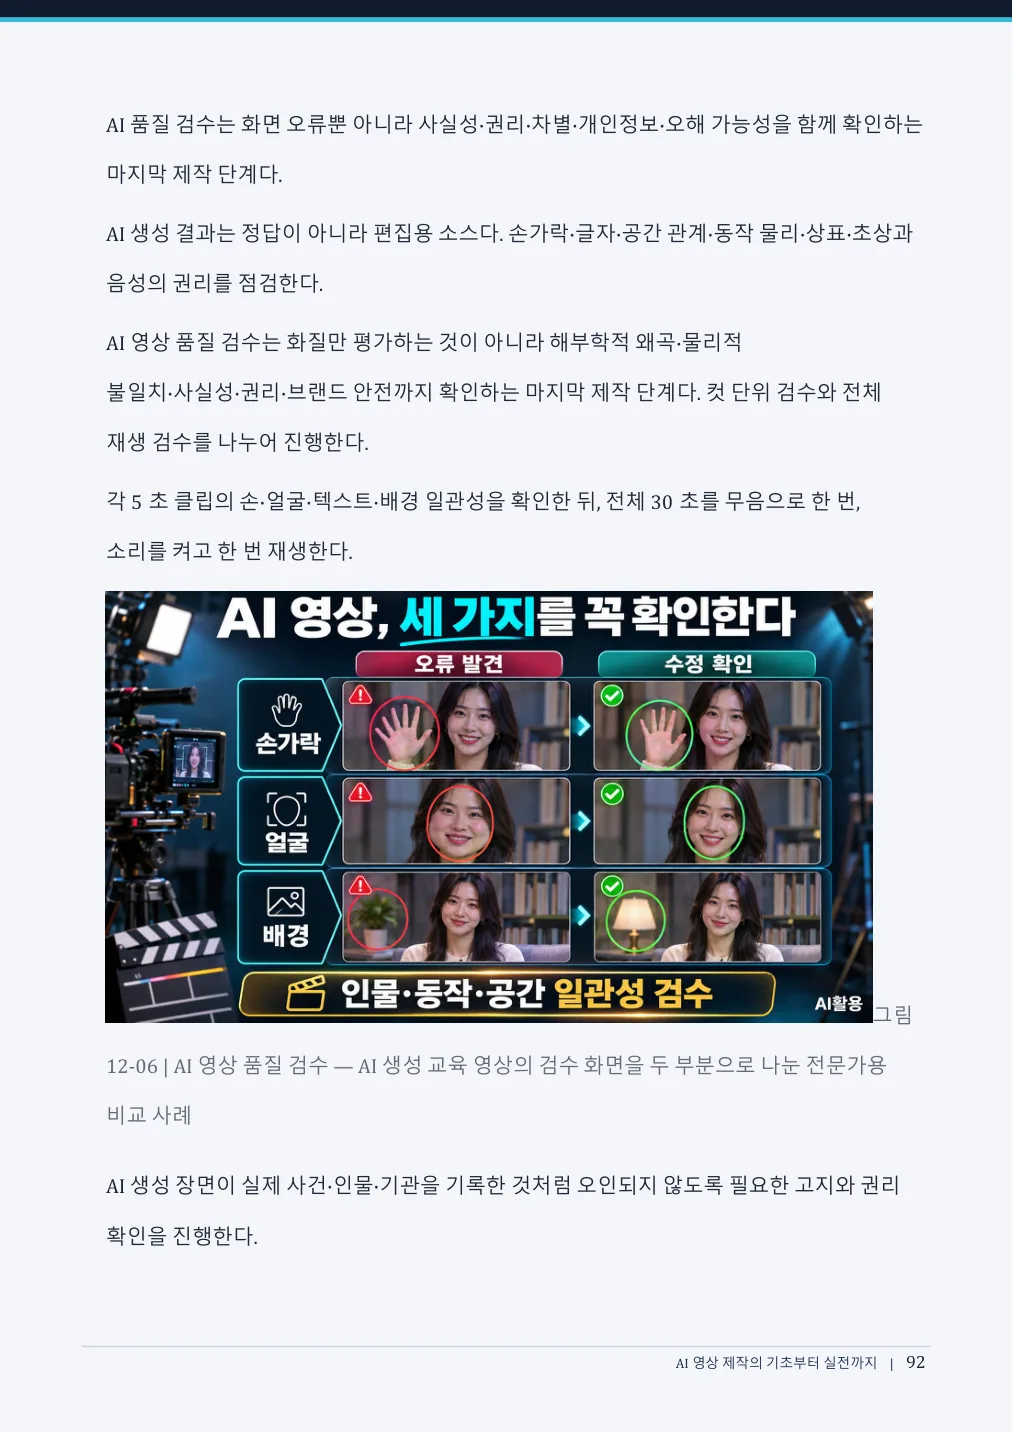 AI 품질 검수는 화면 오류뿐 아니라 사실성·권리·차별·개인정보·오해 가능성을 함께 확인하는
마지막 제작 단계다.
AI 생성 결과는 정답이 아니라 편집용 소스다. 손가락·글자·공간 관계·동작 물리·상표·초상과
음성의 권리를 점검한다.
AI 영상 품질 검수는 화질만 평가하는 것이 아니라 해부학적 왜곡·물리적
불일치·사실성·권리·브랜드 안전까지 확인하는 마지막 제작 단계다. 컷 단위 검수와 전체
재생 검수를 나누어 진행한다.
각 5 초 클립의 손·얼굴·텍스트·배경 일관성을 확인한 뒤, 전체 30 초를 무음으로 한 번,
소리를 켜고 한 번 재생한다.
AI 영상, 세 가지를 꼭 확인한다
오류 발견
수정 확인
손가락
얼굴
배경
인물·동작·공간 일관성 검수
AI활용
그림
12-06 | AI 영상 품질 검수 — AI 생성 교육 영상의 검수 화면을 두 부분으로 나눈 전문가용
비교 사례
AI 생성 장면이 실제 사건·인물·기관을 기록한 것처럼 오인되지 않도록 필요한 고지와 권리
확인을 진행한다.
AI 영상 제작의 기초부터 실전까지 | 92